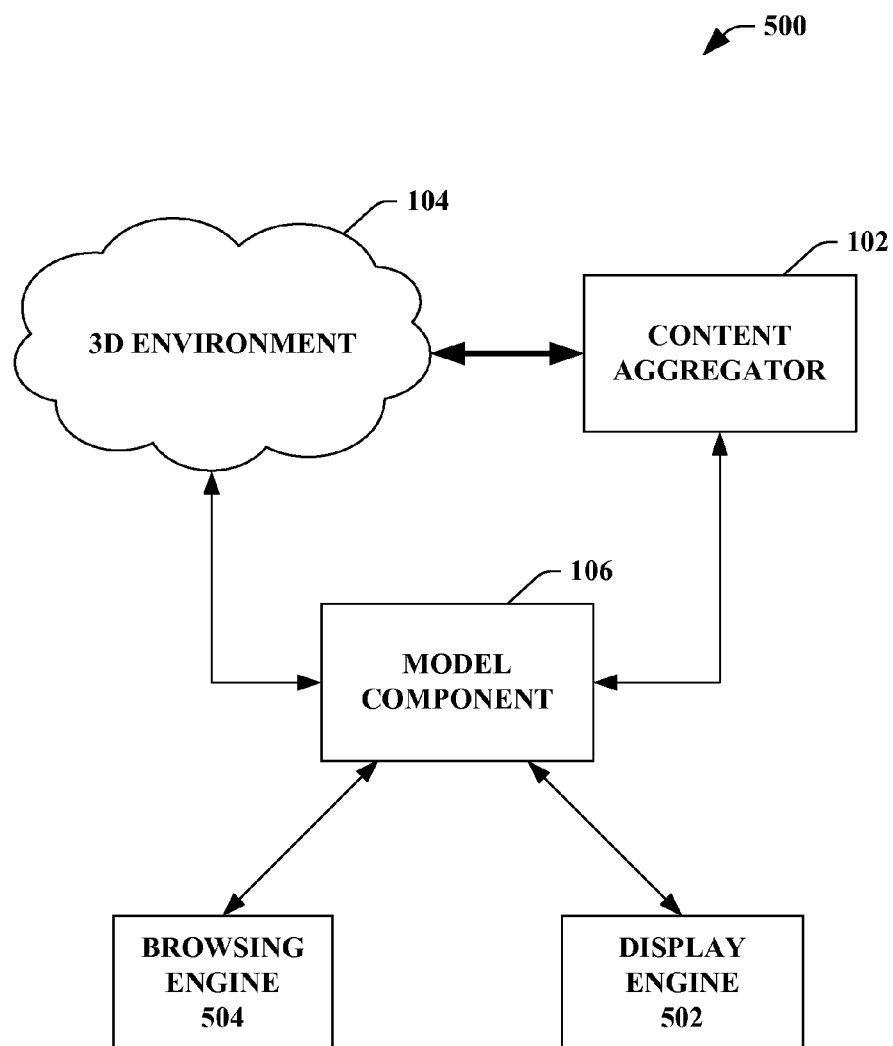 500
104
102
3D ENVIRONMENT
CONTENT
AGGREGATOR
106
MODEL
COMPONENT
BROWSING
ENGINE
504
DISPLAY
ENGINE
502